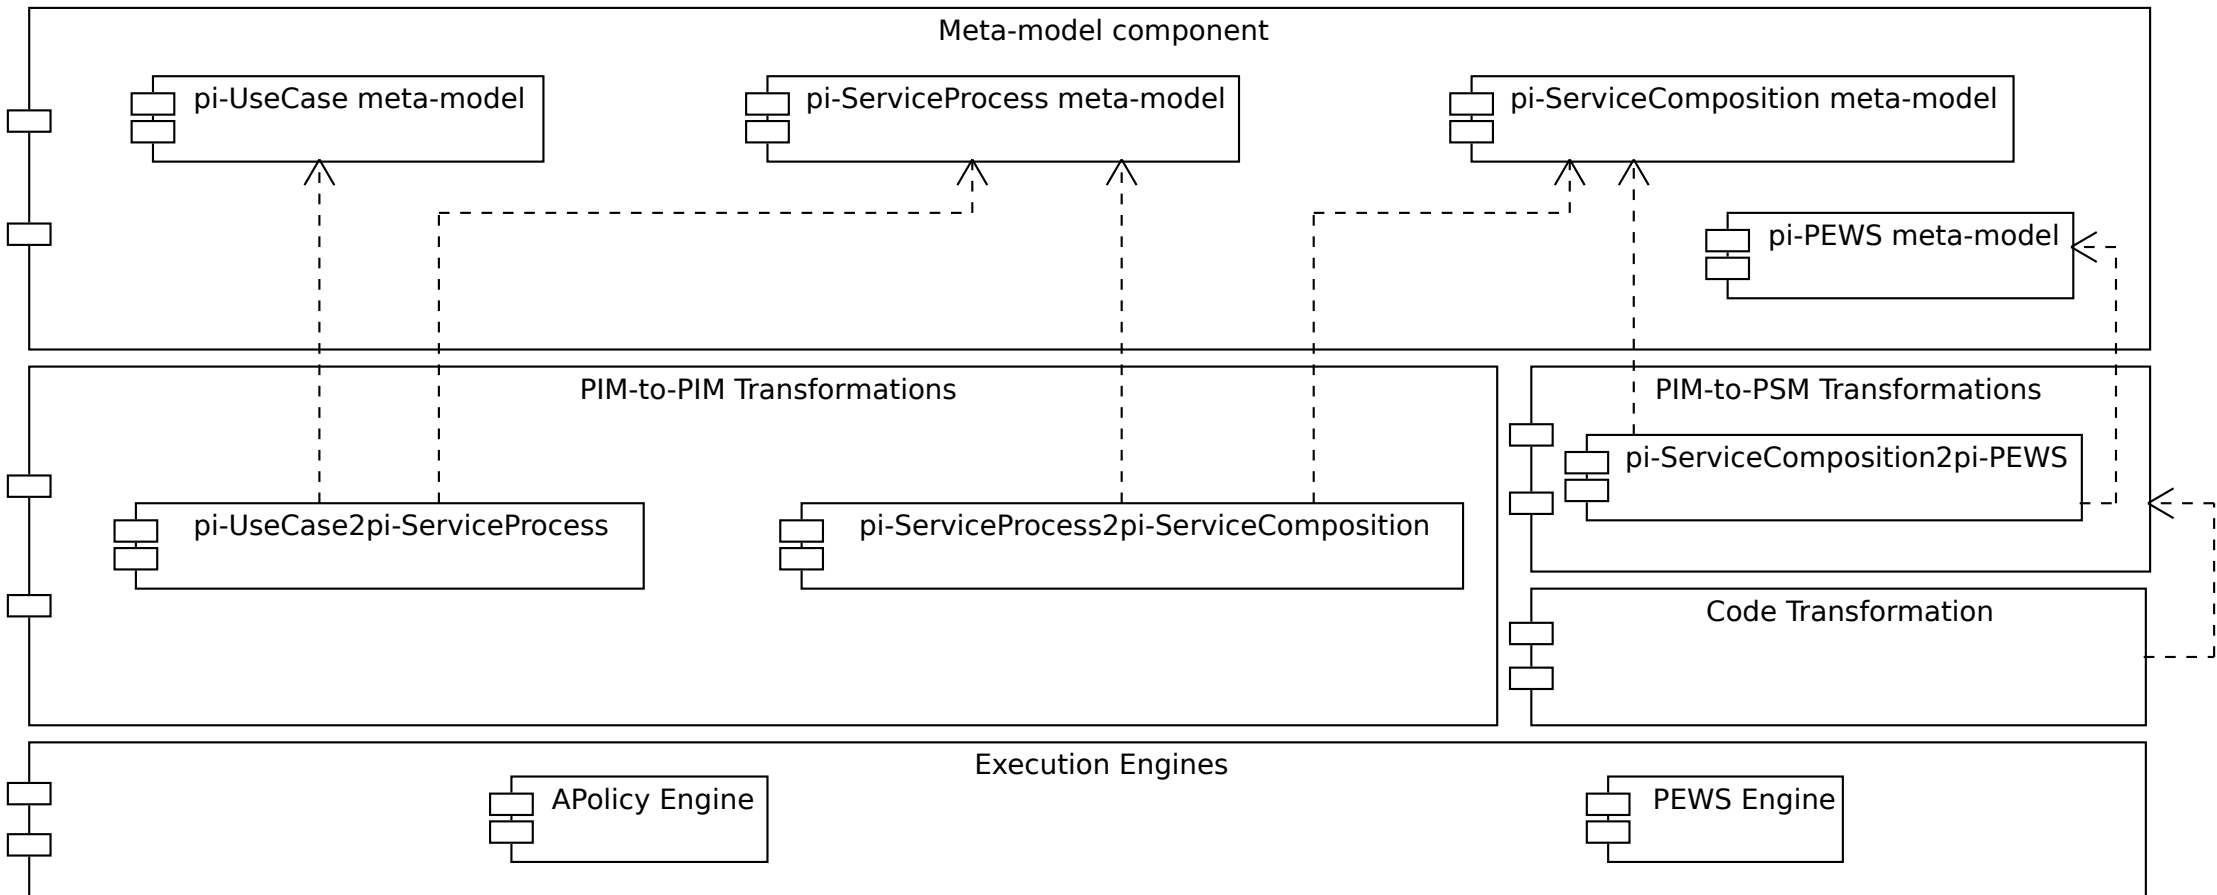 Meta-model component
pi-UseCase meta-model
pi-ServiceProcess meta-model
pi-ServiceComposition meta-model
pi-PEWS meta-model
PIM-to-PIM Transformations
PIM-to-PSM Transformations
pi-ServiceComposition2pi-PEWS
pi-UseCase2pi-ServiceProcess
pi-ServiceProcess2pi-ServiceComposition
Code Transformation
Execution Engines
APolicy Engine
PEWS Engine